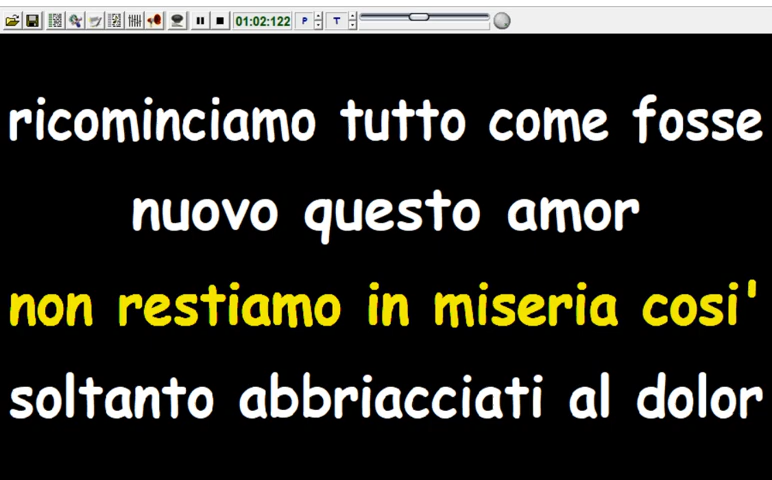 01:02:122 P T
ricominciamo tutto come fosse
nuovo questo amor
non restiamo in miseria cosi'
soltanto abbriacciati al dolor